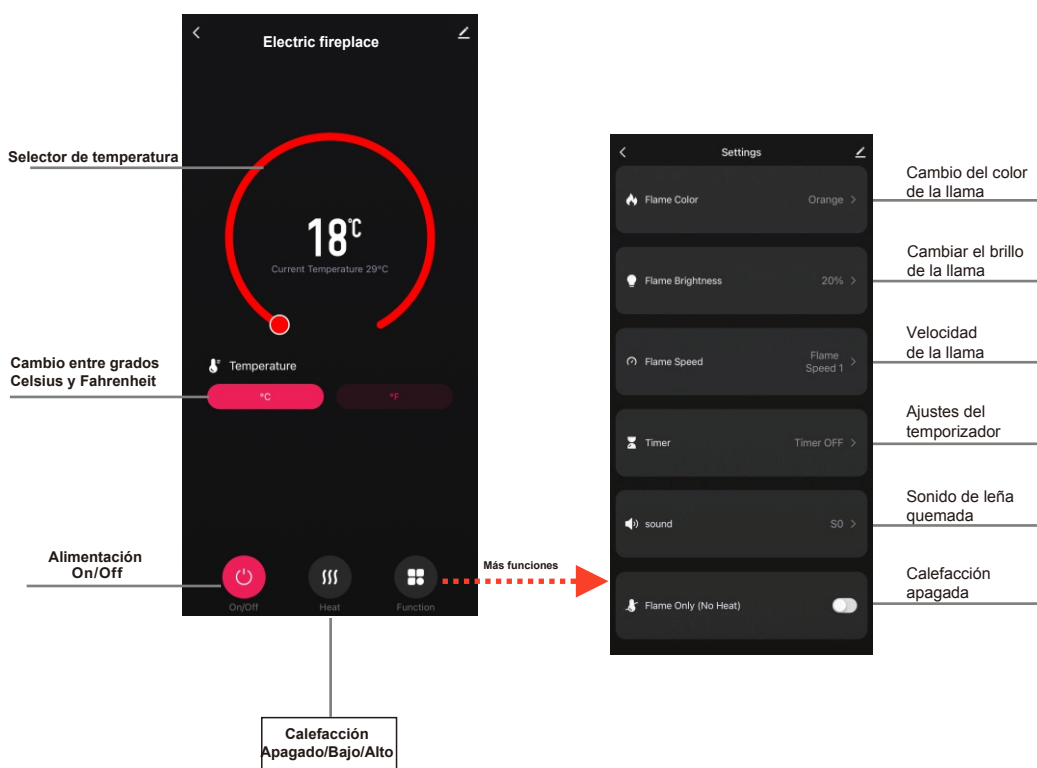 Electric fireplace
Selector de temperatura
18°C
Current Temperature 29°C
Cambio entre grados
Celsius y Fahrenheit
Temperature
°C
°F
Alimentación
On/Off
On/Off
Heat
Function
Más funciones
Calefacción
Apagado/Bajo/Alto
Settings
Flame Color
Orange
Cambio del color
de la llama
Flame Brightness
20%
Cambiar el brillo
de la llama
Flame Speed
Flame
Speed 1
Velocidad
de la llama
Timer
Timer OFF
Ajustes del
temporizador
sound
S0
Sonido de leña
quemada
Flame Only (No Heat)
Calefacción
apagada